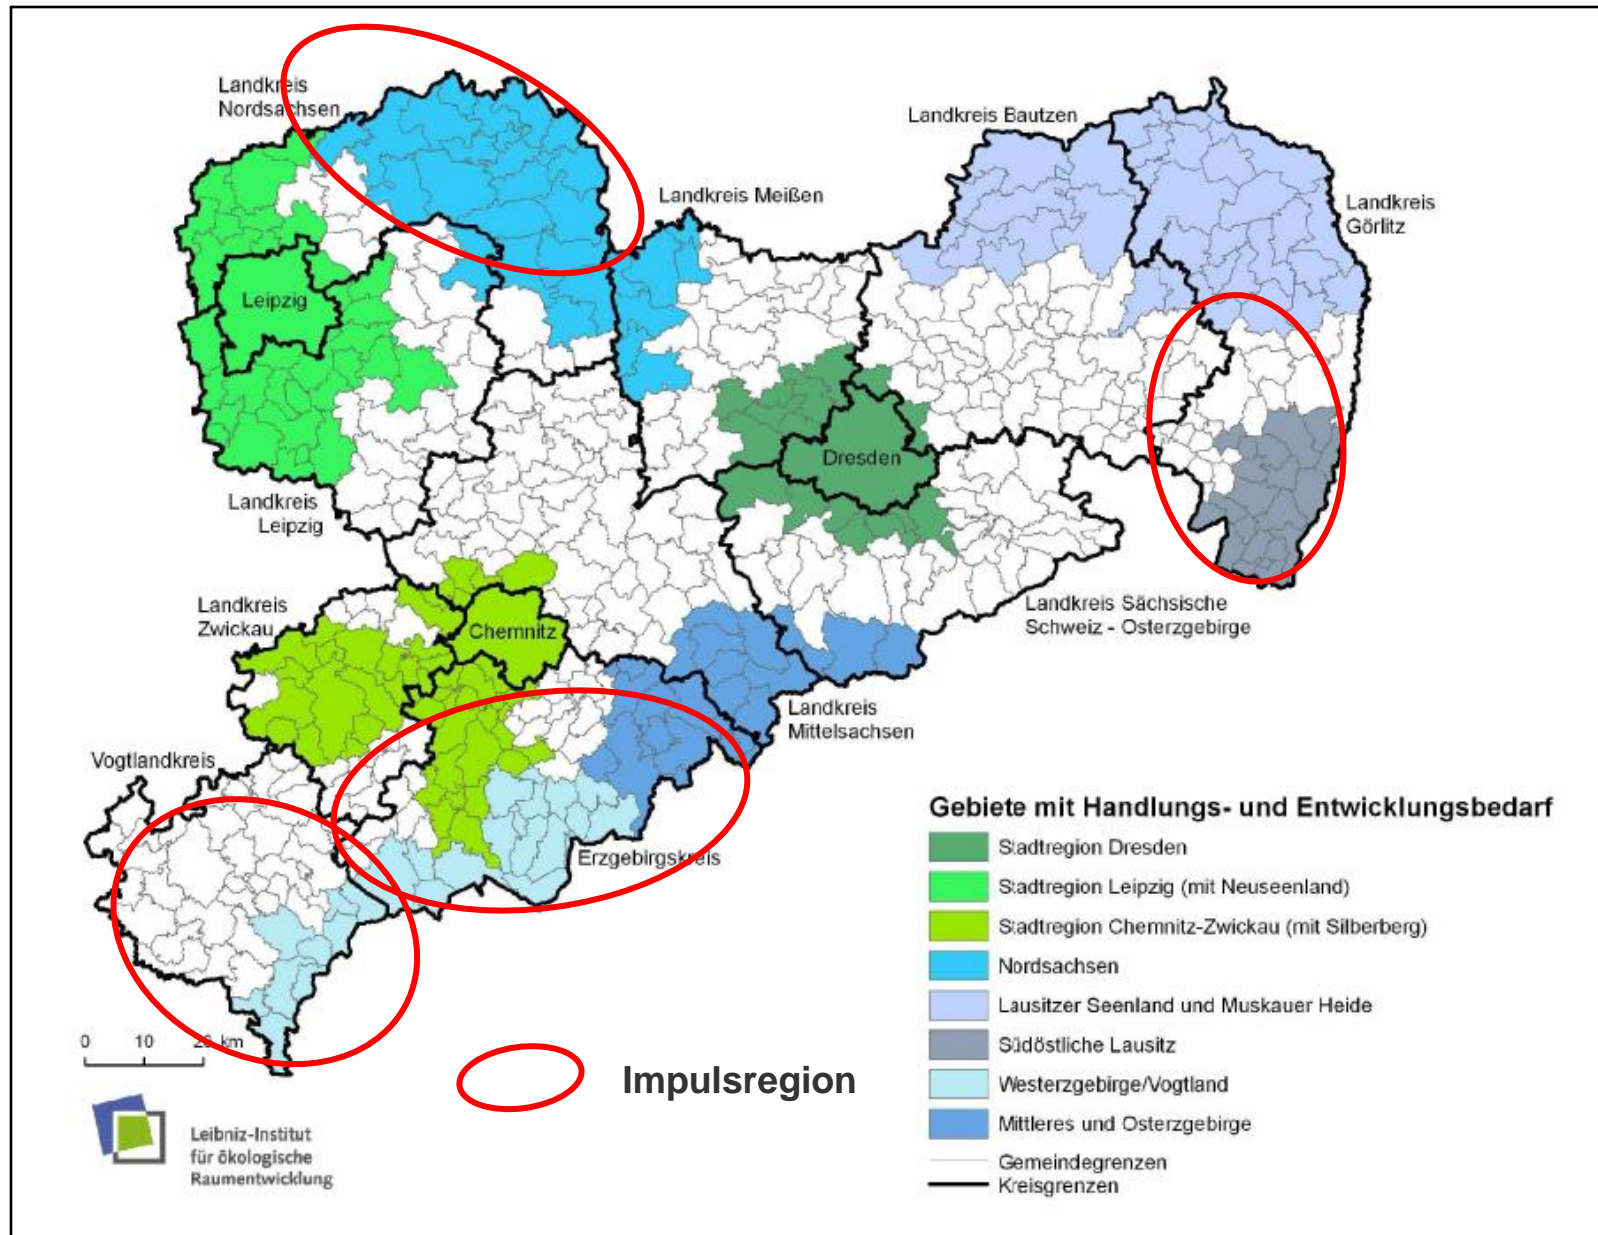 Landkreis
Nordsachsen
Landkreis Bautzen
Landkreis Meißen
Landkreis
Görlitz
Leipzig
Dresden
Landkreis
Leipzig
Landkreis
Zwickau
Chemnitz
Landkreis Sächsische
Schweiz - Osterzgebirge
Landkreis
Mittelsachsen
Vogtlandkreis
Erzgebirgskreis
Gebiete mit Handlungs- und Entwicklungsbedarf
Stadtregion Dresden
Stadtregion Leipzig (mit Neuseenland)
Stadtregion Chemnitz-Zwickau (mit Silberberg)
Nordsachsen
Lausitzer Seenland und Muskauer Heide
Südöstliche Lausitz
Westerzgebirge/Vogtland
Mittleres und Osterzgebirge
Gemeindegrenzen
Kreisgrenzen
0 10 20 km
Impulsregion
Leibniz-Institut
für ökologische
Raumentwicklung